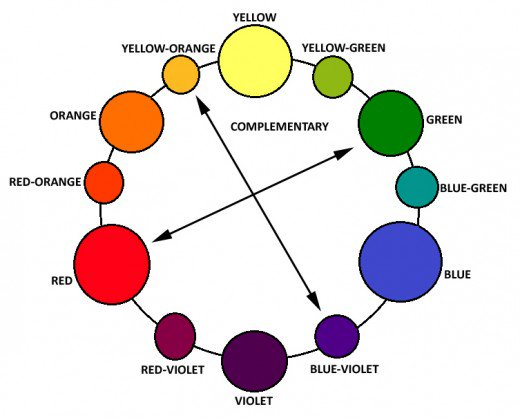 YELLOW
YELLOW-ORANGE
YELLOW-GREEN
ORANGE
COMPLEMENTARY
GREEN
RED-ORANGE
BLUE-GREEN
RED
BLUE
RED-VIOLET
BLUE-VIOLET
VIOLET